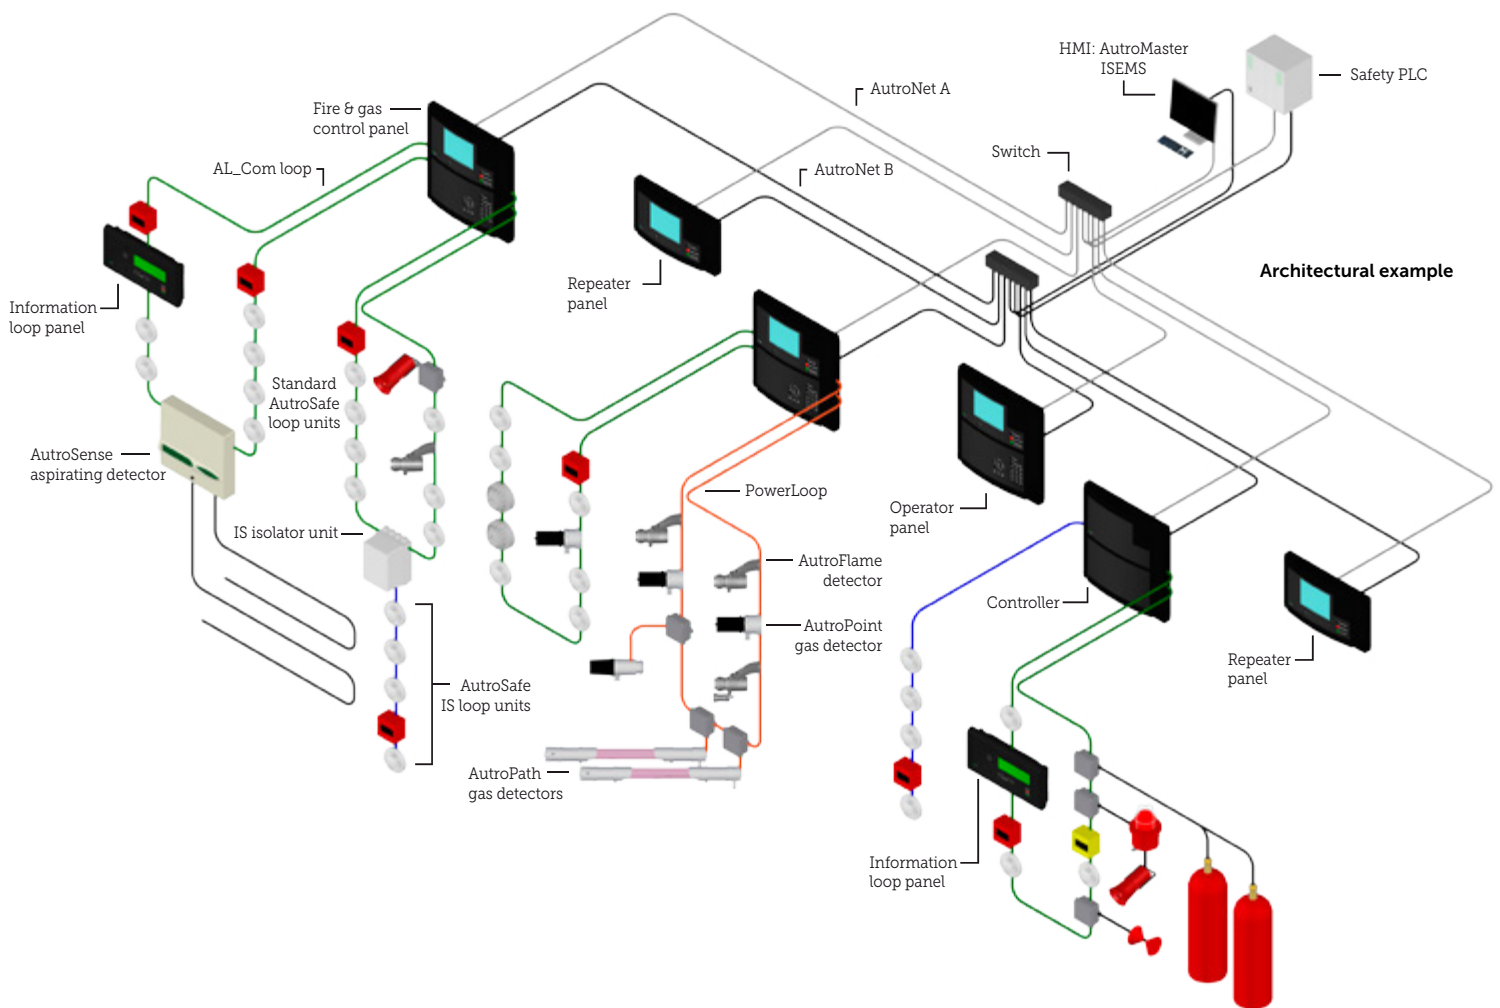 HMI: AutroMaster
ISEMS
Safety PLC
AutroNet A
Fire & gas
control panel
Switch
AL_Com loop
AutroNet B
Architectural example
Repeater
panel
Information
loop panel
Standard
AutroSafe
loop units
AutroSense
aspirating detector
PowerLoop
Operator
panel
IS isolator unit
AutroFlame
detector
Controller
AutroPoint
gas detector
Repeater
panel
AutroSafe
IS loop units
AutroPath
gas detectors
Information
loop panel